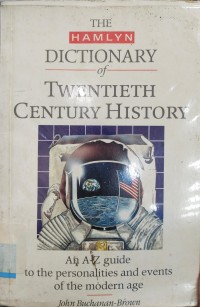 THE
HAMLYN
DICTIONARY
of
TWENTIETH
CENTURY HISTORY
An A-Z guide
to the personalities and events
of the modern age
John Buchanan-Brown